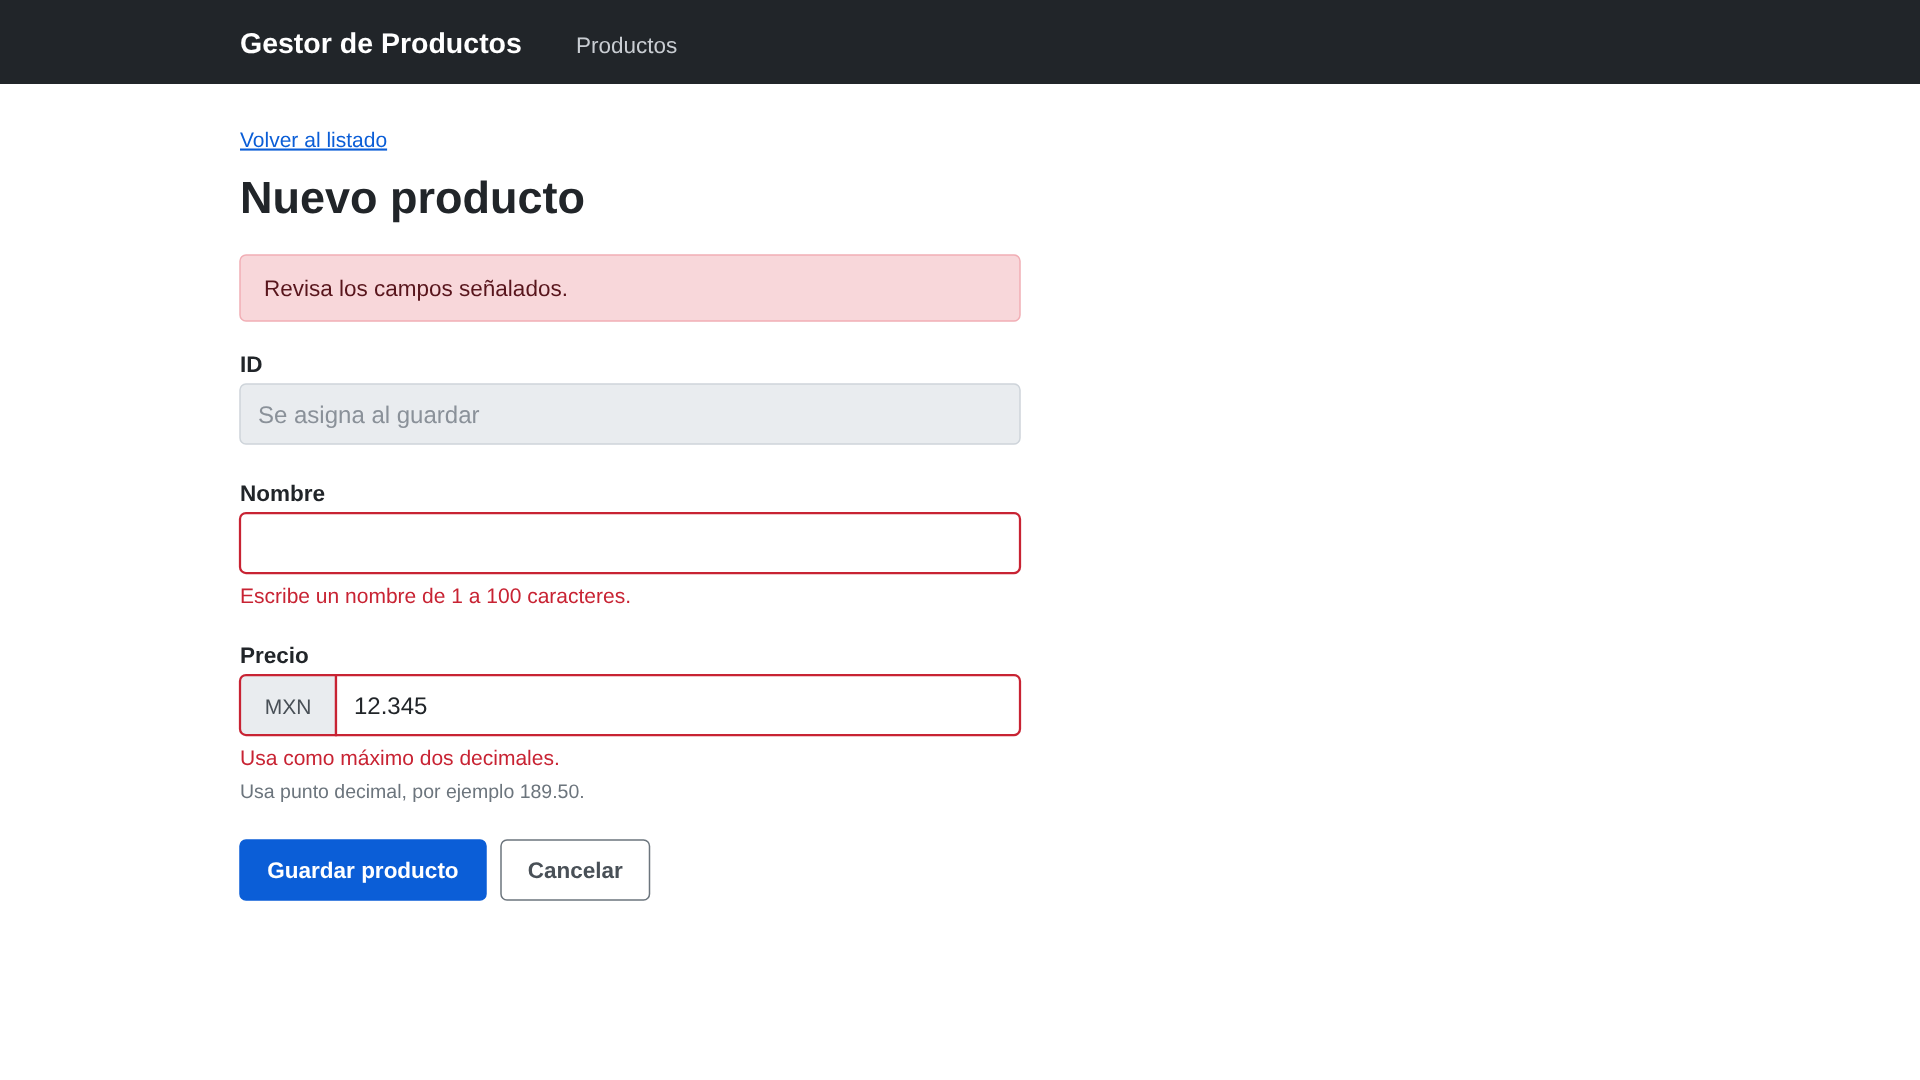 Gestor de Productos Productos
Volver al listado
Nuevo producto
Revisa los campos señalados.
ID
Se asigna al guardar
Nombre
Escribe un nombre de 1 a 100 caracteres.
Precio
MXN 12.345
Usa como máximo dos decimales.
Usa punto decimal, por ejemplo 189.50.
Guardar producto Cancelar